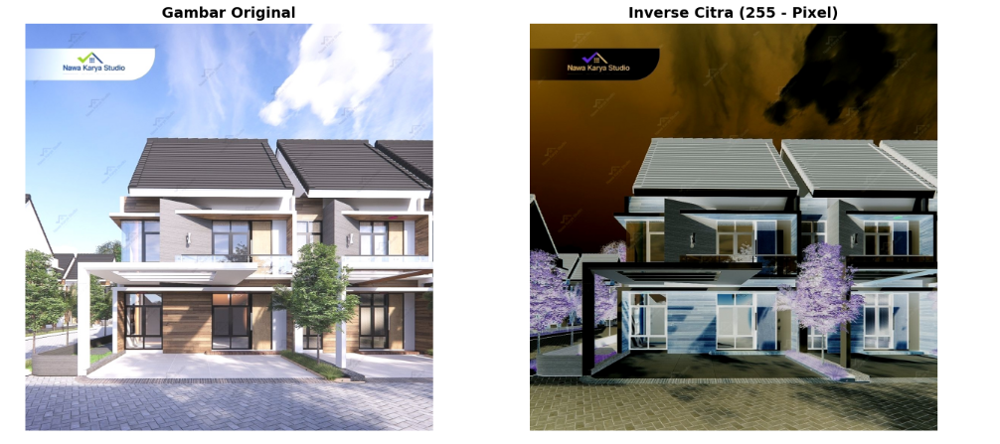 Gambar Original
Inverse Citra (255 - Pixel)
Nawa Karya Studio
Nawa Karya Studio